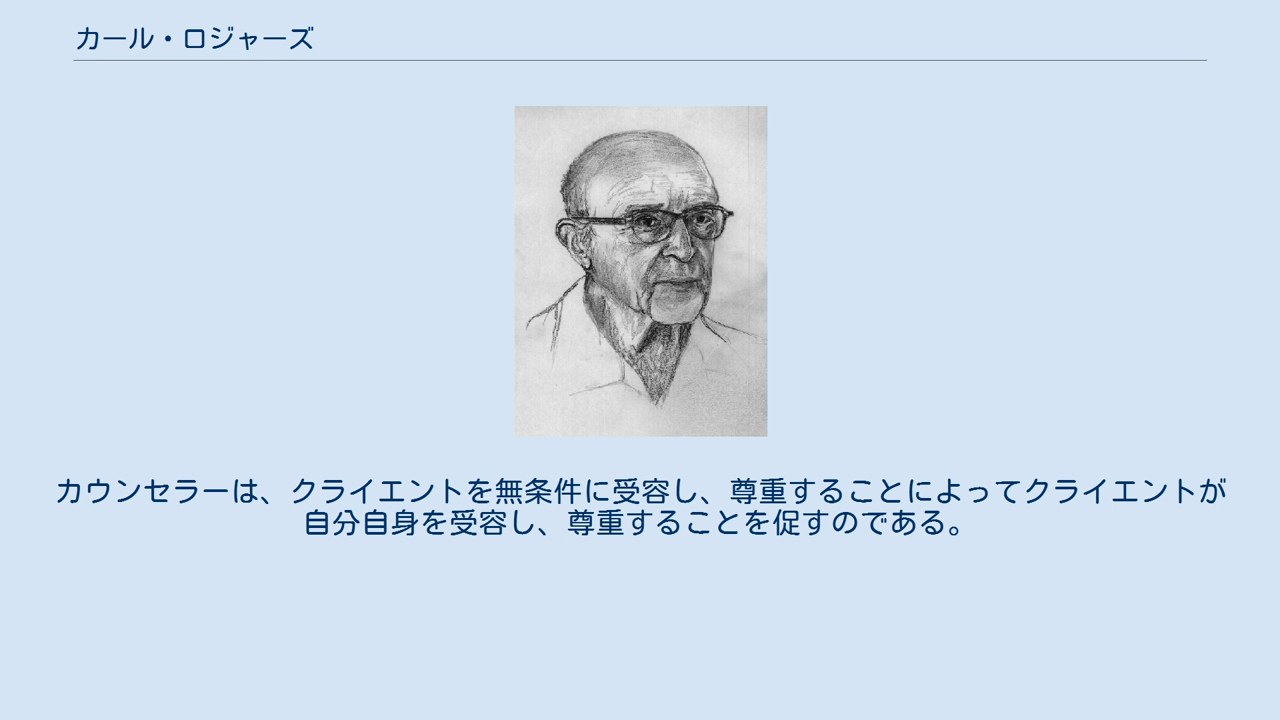 カール・ロジャーズ
カウンセラーは、クライエントを無条件に受容し、尊重することによってクライエントが
自分自身を受容し、尊重することを促すのである。